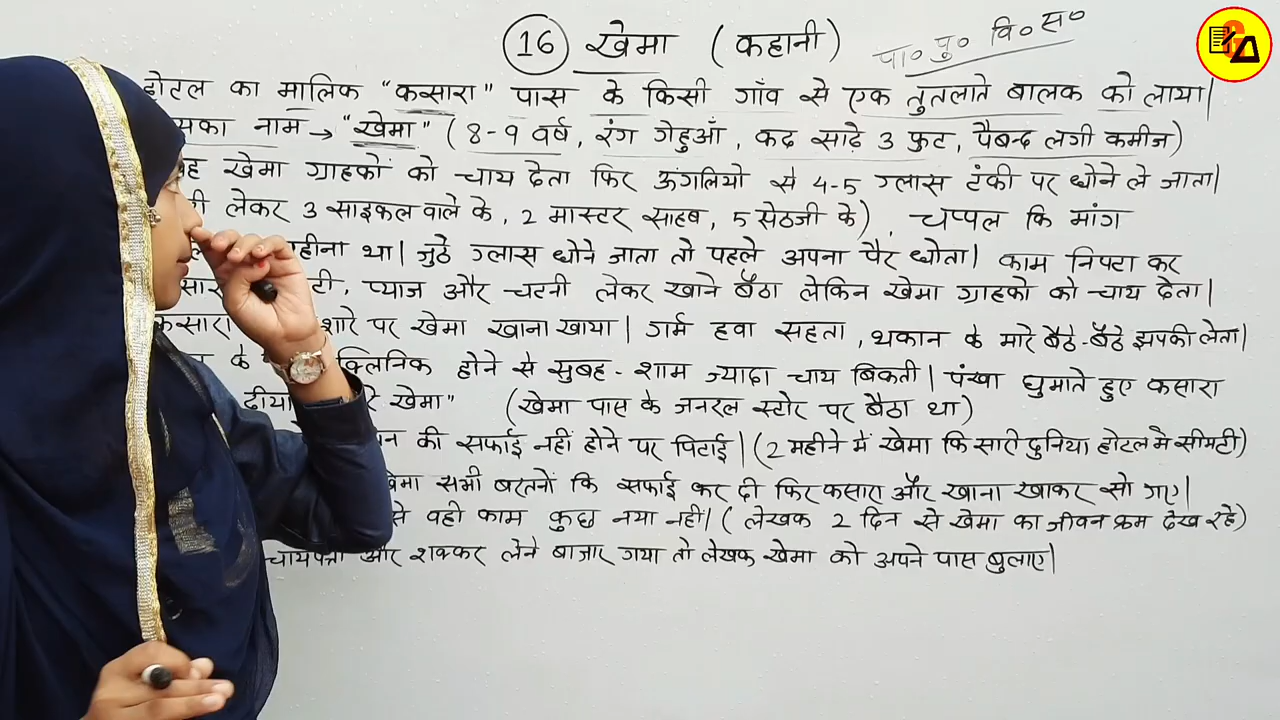 16 खेमा (कहानी) पा० पु० वि० स०
होटल का मालिक "कसारा" पास के किसी गाँव से एक तुतलाते बालक को लाया|
नाम → "खेमा" (8-9 वर्ष, रंग गेहुआँ, कद साढे 3 फुट, पैबन्द लगी कमीज)
खेमा ग्राहकों को चाय देता फिर ऊंगलियो से 4-5 ग्लास टंकी पर धोने ले जाता|
लेकर 3 साइकल वाले के, 2 मास्टर साहब, 5 सेठजी के), चप्पल कि मांग
था| जुठे ग्लास धोने जाता तो पहले अपना पैर धोता| काम निपटा कर
प्याज और चटनी लेकर खाने बैठा लेकिन खेमा ग्राहको को चाय देता|
कसारा पर खेमा खाना खाया| गर्म हवा सहता, थकान के मारे बैठे-बैठे झपकी लेता|
के क्लिनिक होने से सुबह - शाम ज्यादा चाय बिकती| पंखा घुमाते हुए कसारा
खेमा" (खेमा पास के जनरल स्टोर पर बैठा था)
की सफाई नहीं होने पर पिटाई| (2 महीने में खेमा कि सारी दुनिया होटल मे सीमटी)
सभी बरतनों कि सफाई कर दी फिर कसारा और खाना खाकर सो गए|
से वही काम कुछ नया नहीं| ( लेखक 2 दिन से खेमा का जीवन क्रम देख रहे)
और शक्कर लेने बाजार गया तो लेखक खेमा को अपने पास बुलाए|